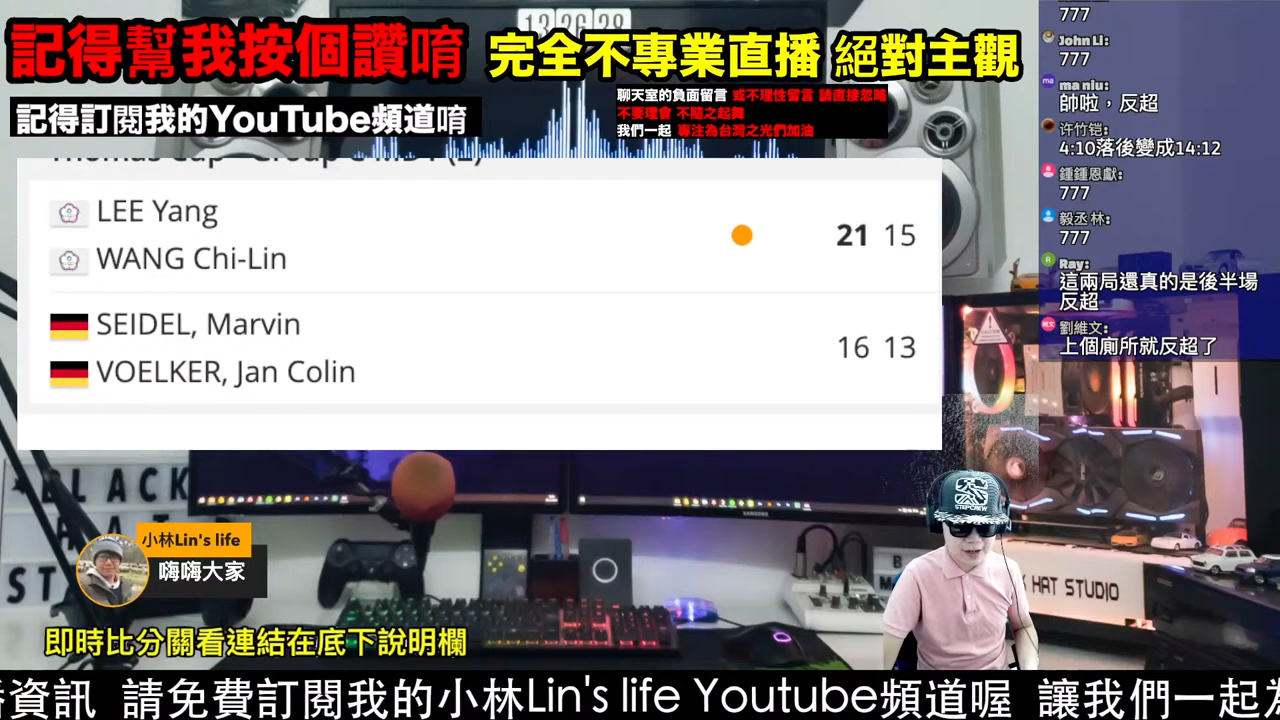 記得幫我按個讚唷
完全不專業直播 絕對主觀
記得訂閱我的YouTube頻道唷
聊天室的負面留言 或不理性留言 請直接忽略
不要理會 不隨之起舞
我們一起 專注為台灣之光們加油
Thomas Cup - Group
LEE Yang
WANG Chi-Lin
21 15
SEIDEL, Marvin
VOELKER, Jan Colin
16 13
777
John Li:
777
ma niu:
帥啦，反超
许竹铠:
4:10落後變成14:12
鍾鍾恩獻:
777
毅丞 林:
777
Ray:
這兩局還真的是後半場
反超
劉維文:
上個廁所就反超了
BLACK
HAT
ST
SAMSUNG
STEPCREW
HAT STUDIO
小林Lin's life
嗨嗨大家
即時比分關看連結在底下說明欄
資訊 請免費訂閱我的小林Lin's life Youtube頻道喔 讓我們一起